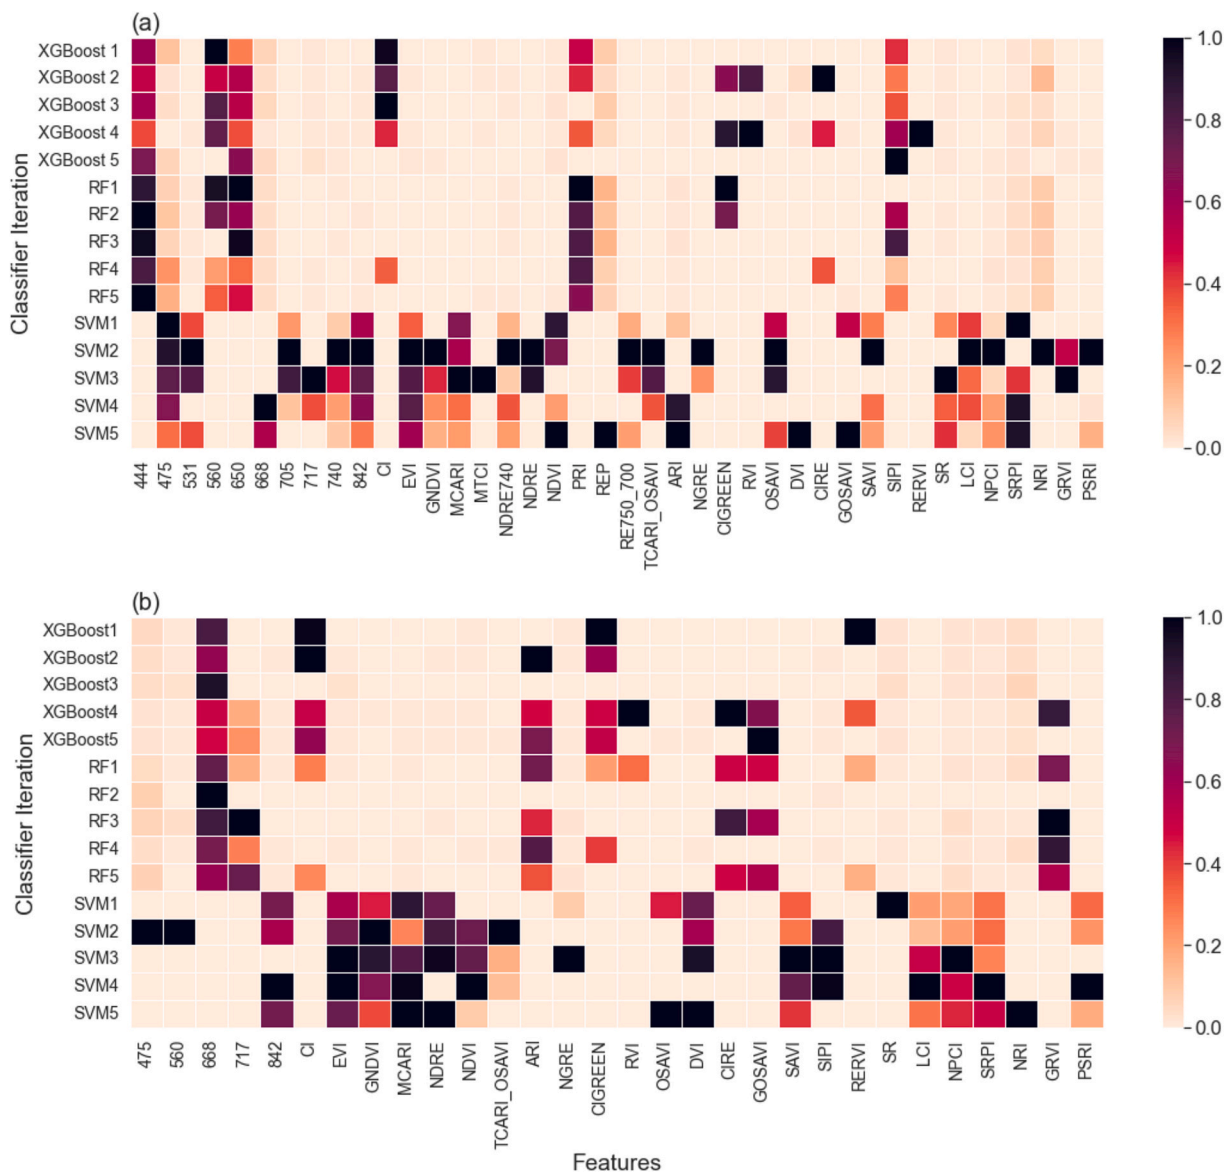 (a)
Classifier Iteration
XGBoost 1
XGBoost 2
XGBoost 3
XGBoost 4
XGBoost 5
RF1
RF2
RF3
RF4
RF5
SVM1
SVM2
SVM3
SVM4
SVM5
444
475
531
560
650
668
705
717
740
842
CI
EVI
GNDVI
MCARI
MTCI
NDRE740
NDRE
NDVI
PRI
REP
RE750_700
TCARI_OSAVI
ARI
NGRE
CIGREEN
RVI
OSAVI
DVI
CIRE
GOSAVI
SAVI
SIPI
RERVI
SR
LCI
NPCI
SRPI
NRI
GRVI
PSRI
1.0
0.8
0.6
0.4
0.2
0.0
(b)
Classifier Iteration
XGBoost1
XGBoost2
XGBoost3
XGBoost4
XGBoost5
RF1
RF2
RF3
RF4
RF5
SVM1
SVM2
SVM3
SVM4
SVM5
475
560
668
717
842
CI
EVI
GNDVI
MCARI
NDRE
NDVI
TCARI_OSAVI
ARI
NGRE
CIGREEN
RVI
OSAVI
DVI
CIRE
GOSAVI
SAVI
SIPI
RERVI
SR
LCI
NPCI
SRPI
NRI
GRVI
PSRI
1.0
0.8
0.6
0.4
0.2
0.0
Features